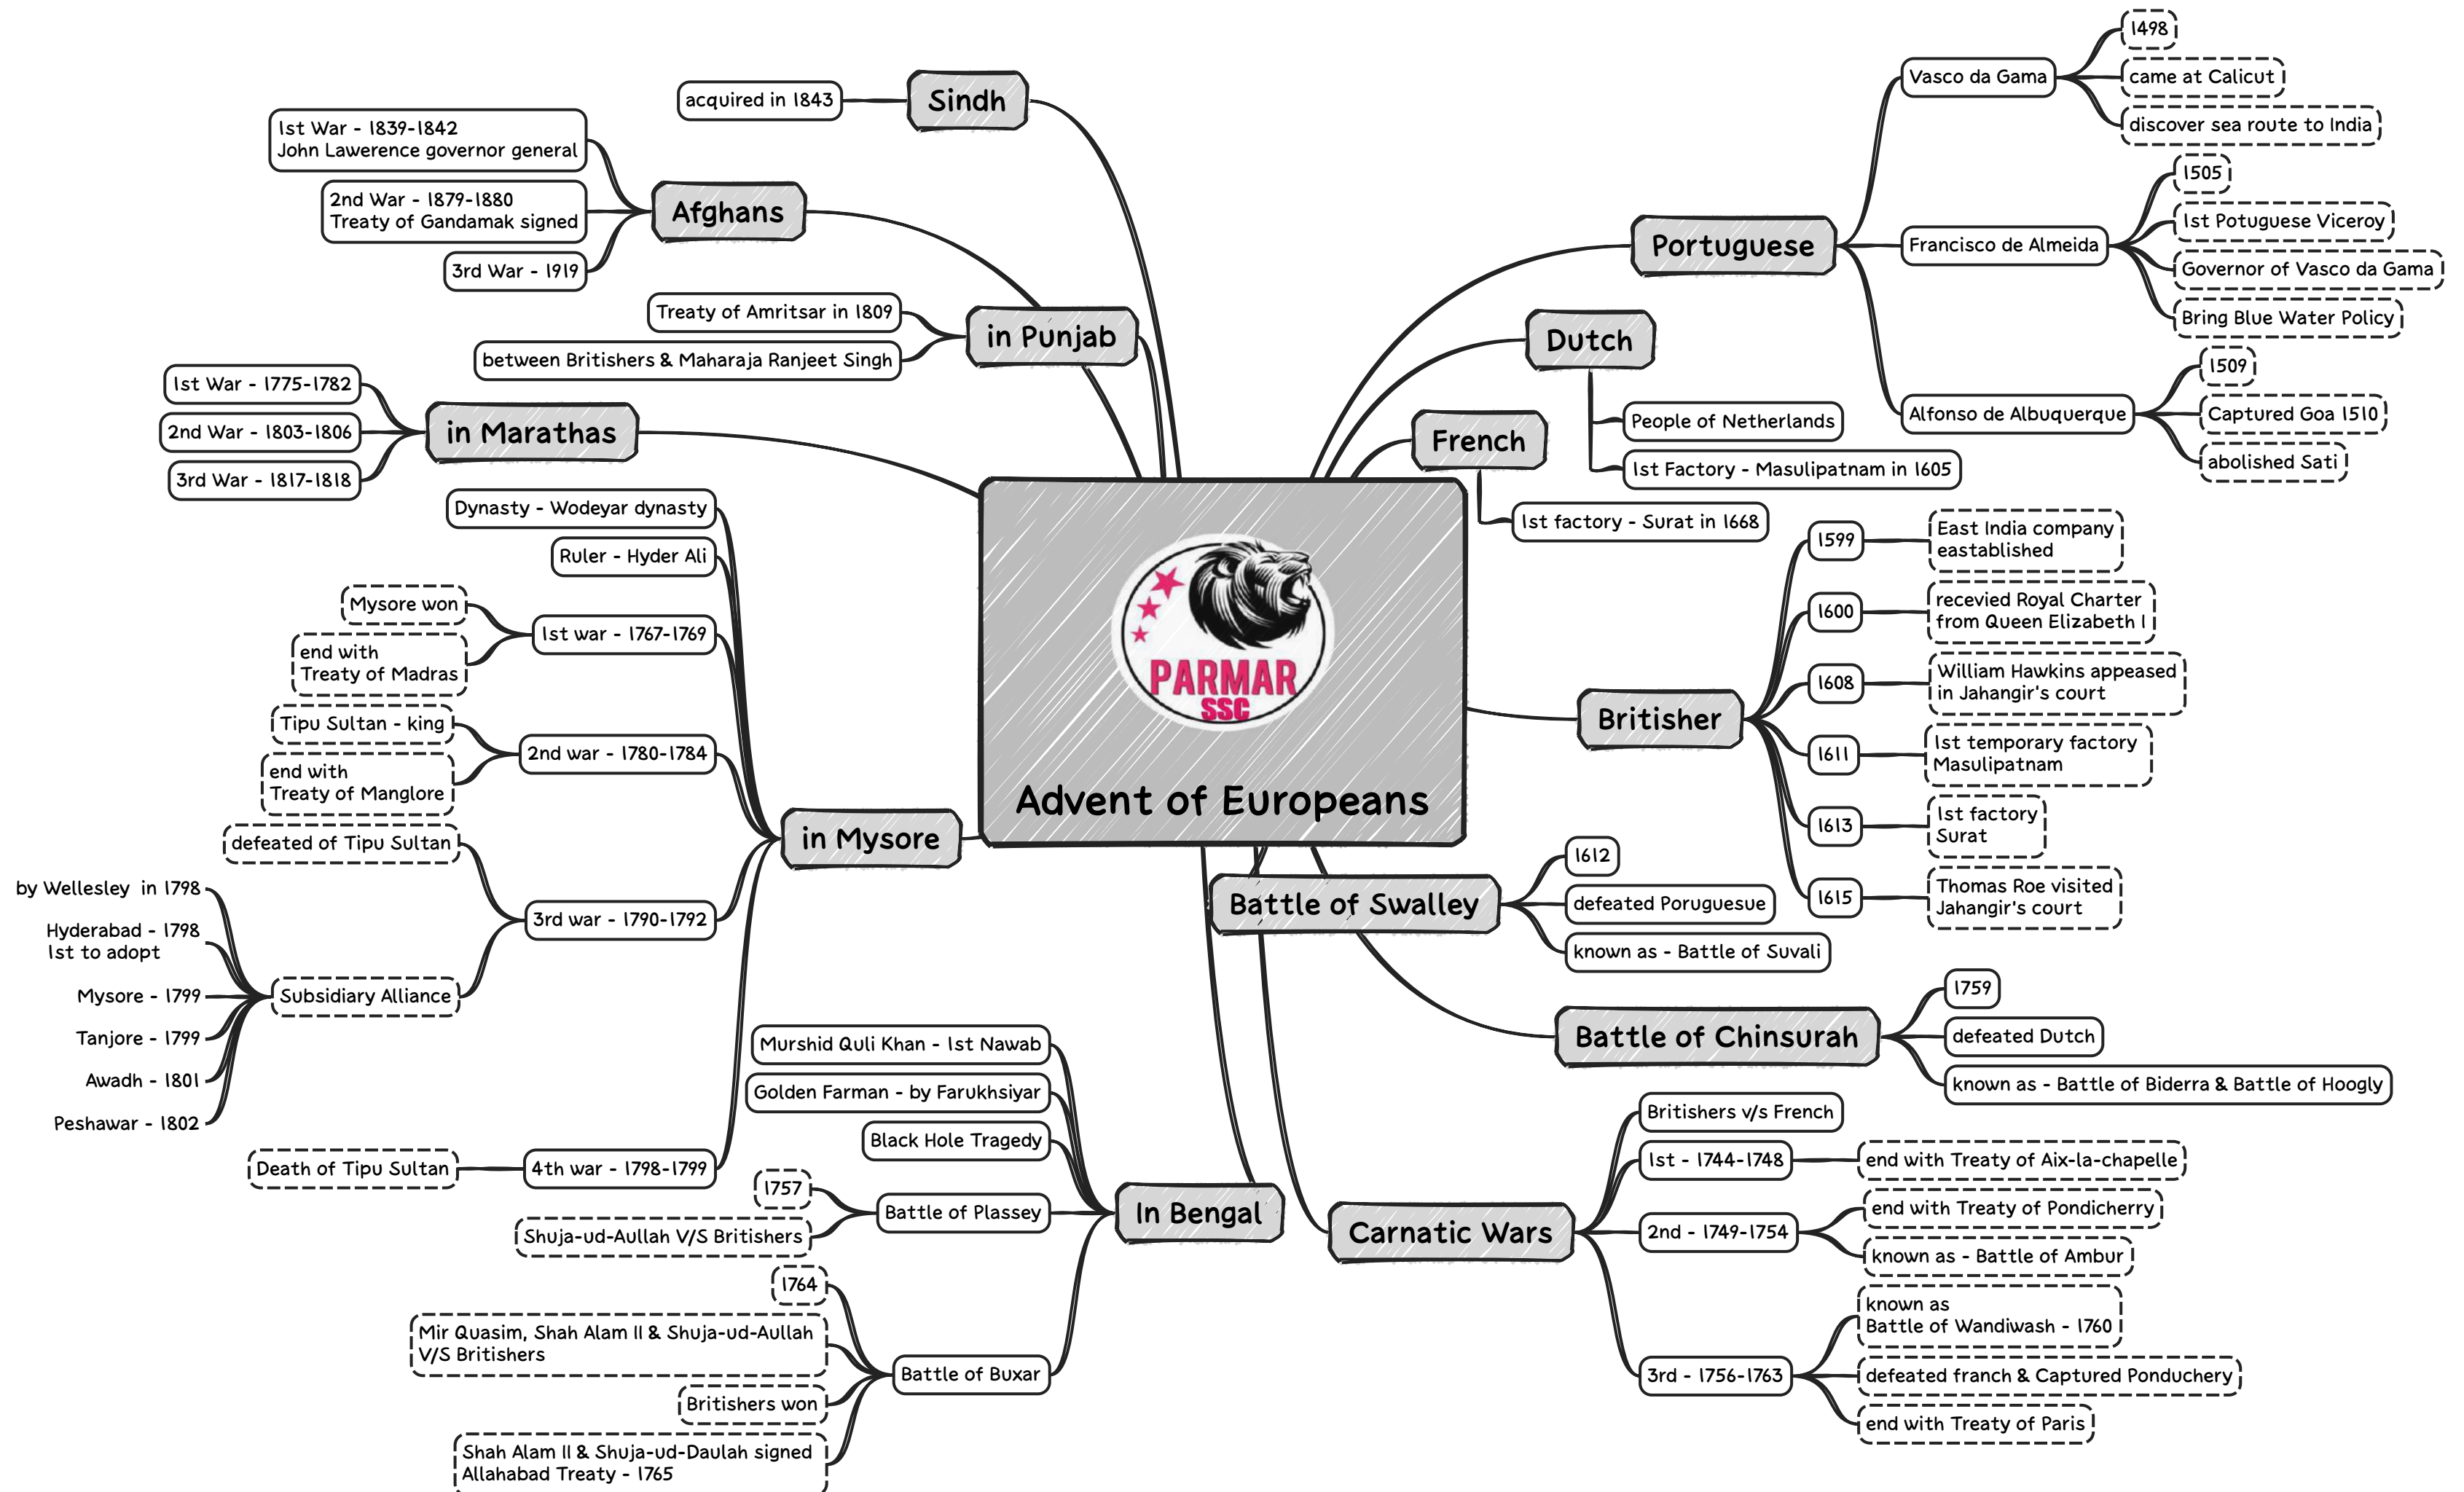 Advent of Europeans
PARMAR
SSC
Portuguese
Vasco da Gama
1498
came at Calicut
discover sea route to India
Francisco de Almeida
1505
1st Potuguese Viceroy
Governor of Vasco da Gama
Bring Blue Water Policy
Alfonso de Albuquerque
1509
Captured Goa 1510
abolished Sati
Dutch
People of Netherlands
1st Factory - Masulipatnam in 1605
French
1st factory - Surat in 1668
Britisher
1599
East India company
eastablished
1600
recevied Royal Charter
from Queen Elizabeth I
1608
William Hawkins appeased
in Jahangir's court
1611
1st temporary factory
Masulipatnam
1613
1st factory
Surat
1615
Thomas Roe visited
Jahangir's court
Battle of Swalley
1612
defeated Poruguesue
known as - Battle of Suvali
Battle of Chinsurah
1759
defeated Dutch
known as - Battle of Biderra & Battle of Hoogly
Carnatic Wars
Britishers v/s French
1st - 1744-1748
end with Treaty of Aix-la-chapelle
2nd - 1749-1754
end with Treaty of Pondicherry
known as - Battle of Ambur
3rd - 1756-1763
known as
Battle of Wandiwash - 1760
defeated franch & Captured Ponduchery
end with Treaty of Paris
In Bengal
Murshid Quli Khan - 1st Nawab
Golden Farman - by Farukhsiyar
Black Hole Tragedy
Battle of Plassey
1757
Shuja-ud-Aullah V/S Britishers
Battle of Buxar
1764
Mir Quasim, Shah Alam II & Shuja-ud-Aullah
V/S Britishers
Britishers won
Shah Alam II & Shuja-ud-Daulah signed
Allahabad Treaty - 1765
in Mysore
Dynasty - Wodeyar dynasty
Ruler - Hyder Ali
1st war - 1767-1769
Mysore won
end with
Treaty of Madras
2nd war - 1780-1784
Tipu Sultan - king
end with
Treaty of Manglore
3rd war - 1790-1792
defeated of Tipu Sultan
Subsidiary Alliance
by Wellesley in 1798
Hyderabad - 1798
1st to adopt
Mysore - 1799
Tanjore - 1799
Awadh - 1801
Peshawar - 1802
4th war - 1798-1799
Death of Tipu Sultan
in Marathas
1st War - 1775-1782
2nd War - 1803-1806
3rd War - 1817-1818
in Punjab
Treaty of Amritsar in 1809
between Britishers & Maharaja Ranjeet Singh
Afghans
1st War - 1839-1842
John Lawerence governor general
2nd War - 1879-1880
Treaty of Gandamak signed
3rd War - 1919
Sindh
acquired in 1843